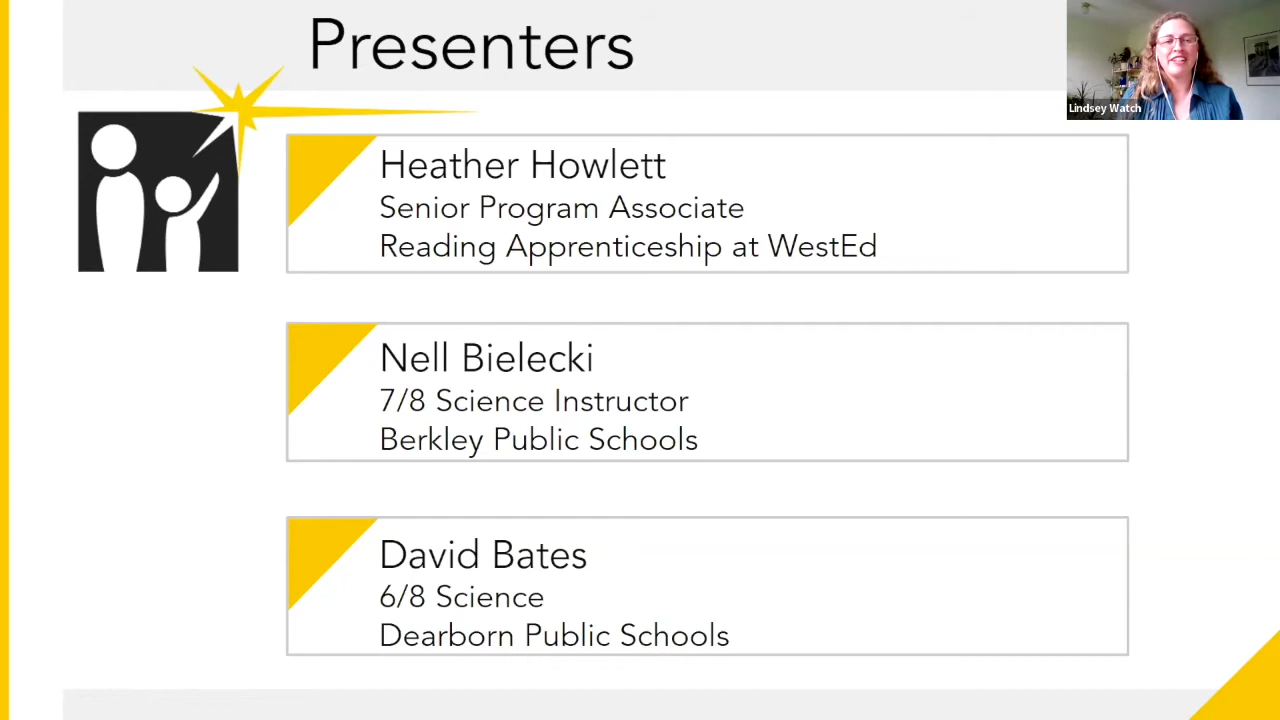 Presenters
Lindsey Watch
Heather Howlett
Senior Program Associate
Reading Apprenticeship at WestEd
Nell Bielecki
7/8 Science Instructor
Berkley Public Schools
David Bates
6/8 Science
Dearborn Public Schools